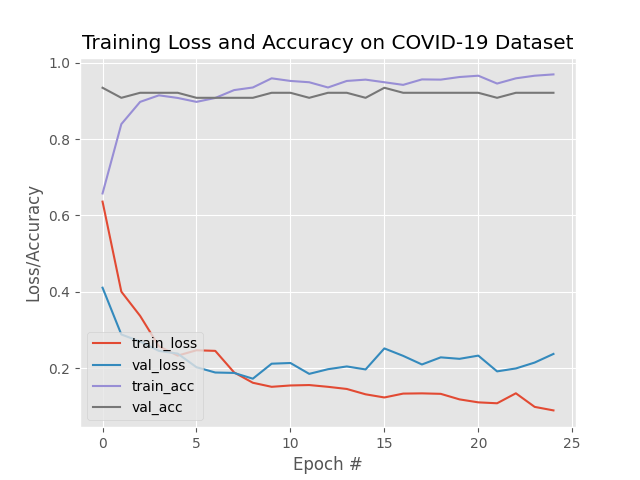 Training Loss and Accuracy on COVID-19 Dataset
1.0
0.8
0.6
0.4
0.2
Loss/Accuracy
train_loss
val_loss
train_acc
val_acc
0 5 10 15 20 25
Epoch #